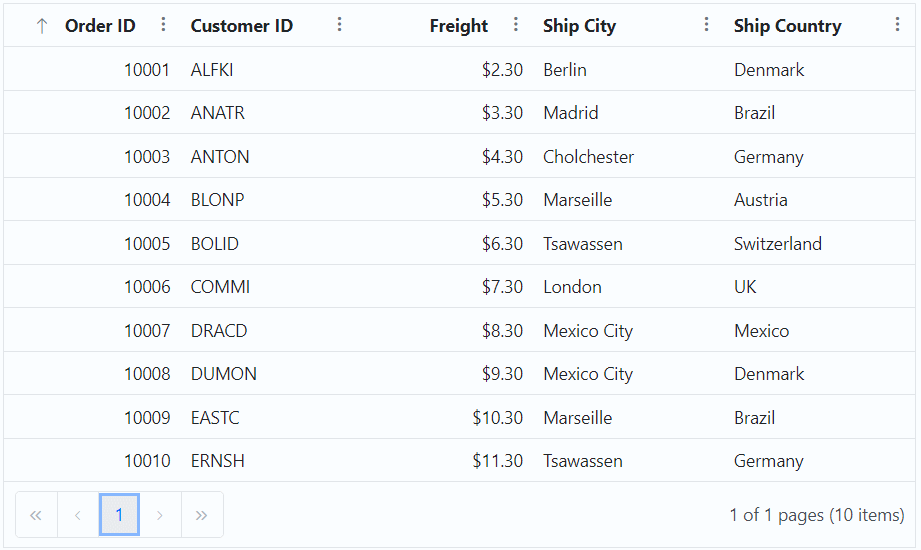 Order ID Customer ID Freight Ship City Ship Country
10001 ALFKI $2.30 Berlin Denmark
10002 ANATR $3.30 Madrid Brazil
10003 ANTON $4.30 Cholchester Germany
10004 BLONP $5.30 Marseille Austria
10005 BOLID $6.30 Tsawassen Switzerland
10006 COMMI $7.30 London UK
10007 DRACD $8.30 Mexico City Mexico
10008 DUMON $9.30 Mexico City Denmark
10009 EASTC $10.30 Marseille Brazil
10010 ERNSH $11.30 Tsawassen Germany
1 1 of 1 pages (10 items)